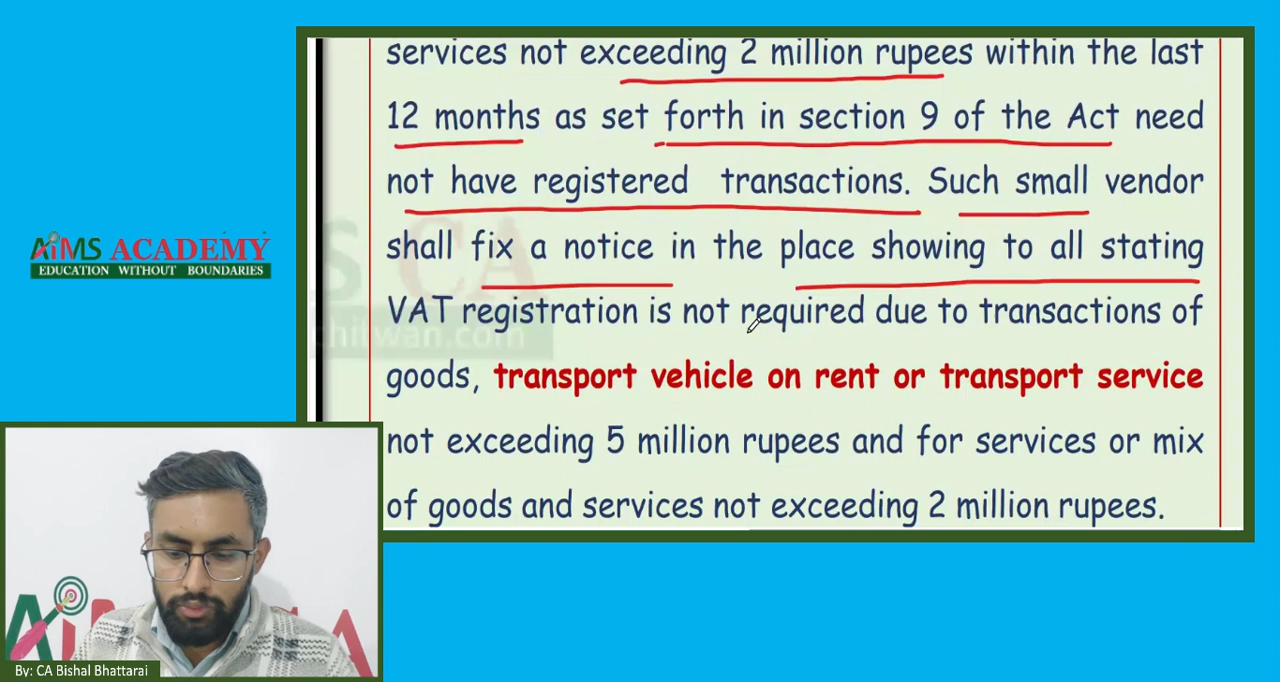 services not exceeding 2 million rupees within the last
12 months as set forth in section 9 of the Act need
not have registered transactions. Such small vendor
shall fix a notice in the place showing to all stating
VAT registration is not required due to transactions of
goods, transport vehicle on rent or transport service
not exceeding 5 million rupees and for services or mix
of goods and services not exceeding 2 million rupees.
AiMS ACADEMY
EDUCATION WITHOUT BOUNDARIES
S CA
chitwan.com
By: CA Bishal Bhattarai